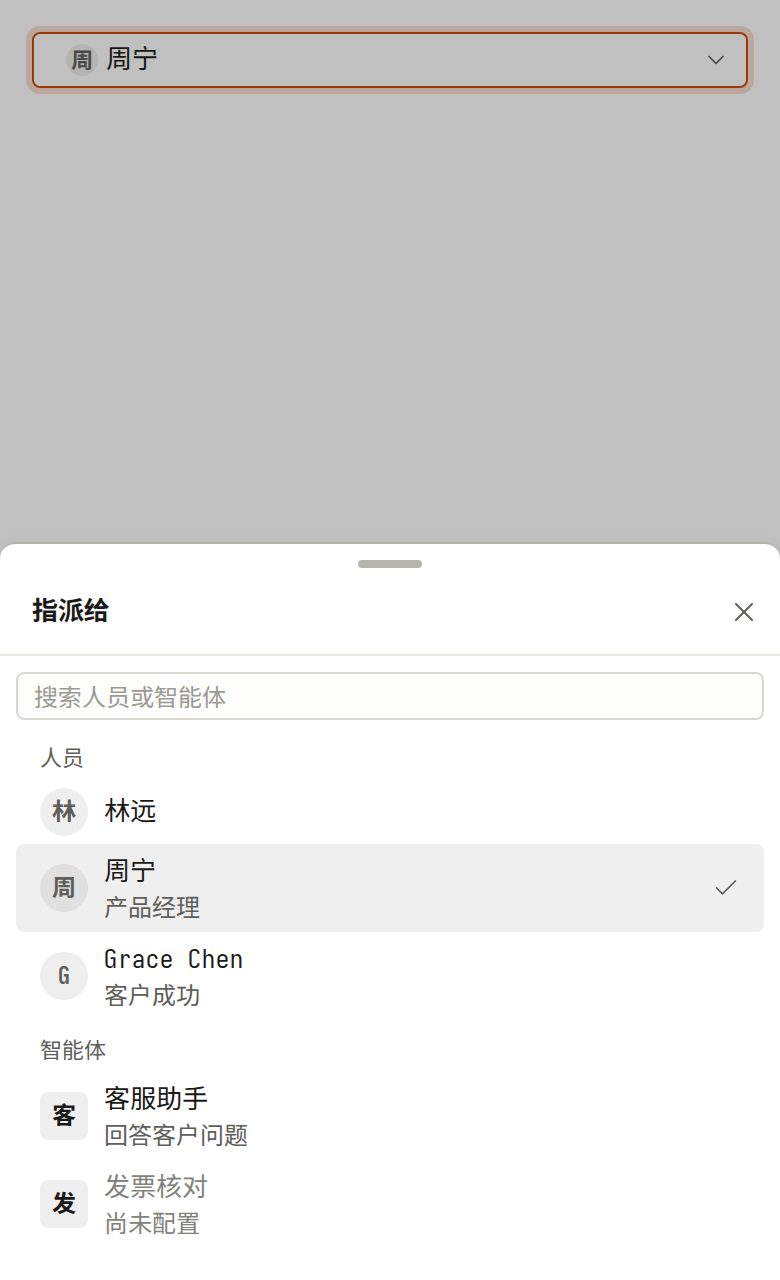 周 周宁
指派给
搜索人员或智能体
人员
林 林远
周 周宁
产品经理
G Grace Chen
客户成功
智能体
客 客服助手
回答客户问题
发 发票核对
尚未配置